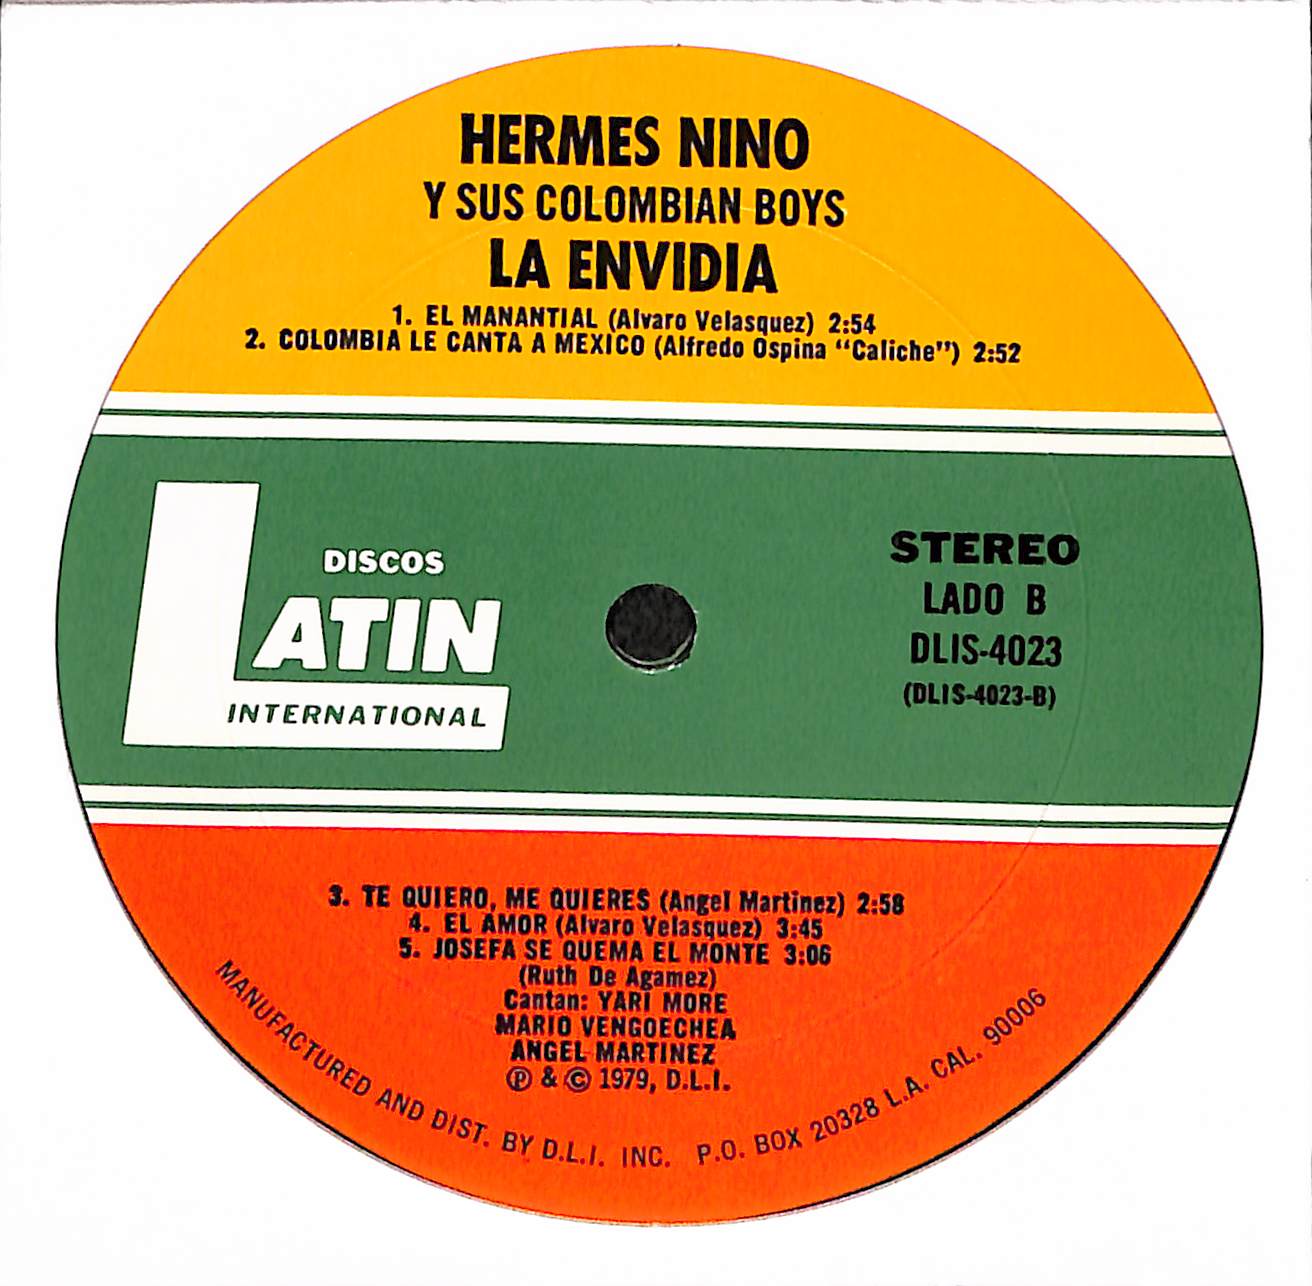 HERMES NINO
Y SUS COLOMBIAN BOYS
LA ENVIDIA
1. EL MANANTIAL (Alvaro Velasquez) 2:54
2. COLOMBIA LE CANTA A MEXICO (Alfredo Ospina “Caliche”) 2:52
DISCOS
LATIN
INTERNATIONAL
STEREO
LADO B
DLIS-4023
(DLIS-4023-B)
3. TE QUIERO, ME QUIERES (Angel Martinez) 2:58
4. EL AMOR (Alvaro Velasquez) 3:45
5. JOSEFA SE QUEMA EL MONTE 3:06
(Ruth De Agamez)
Cantan: YARI MORE
MARIO VENGOECHEA
ANGEL MARTINEZ
℗ & © 1979, D.L.I.
MANUFACTURED AND DIST. BY D.L.I. INC. P.O. BOX 20328 L.A. CAL. 90006